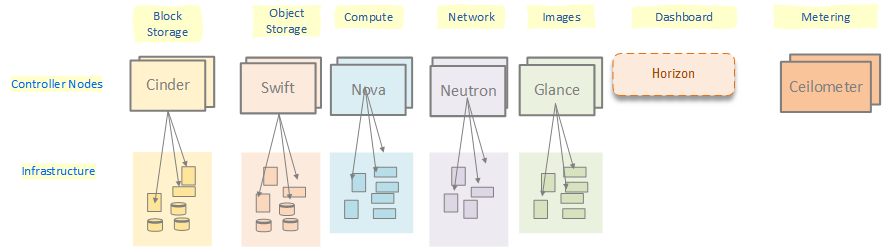 Block
Storage
Object
Storage
Compute
Network
Images
Dashboard
Metering
Controller Nodes
Cinder
Swift
Nova
Neutron
Glance
Horizon
Ceilometer
Infrastructure